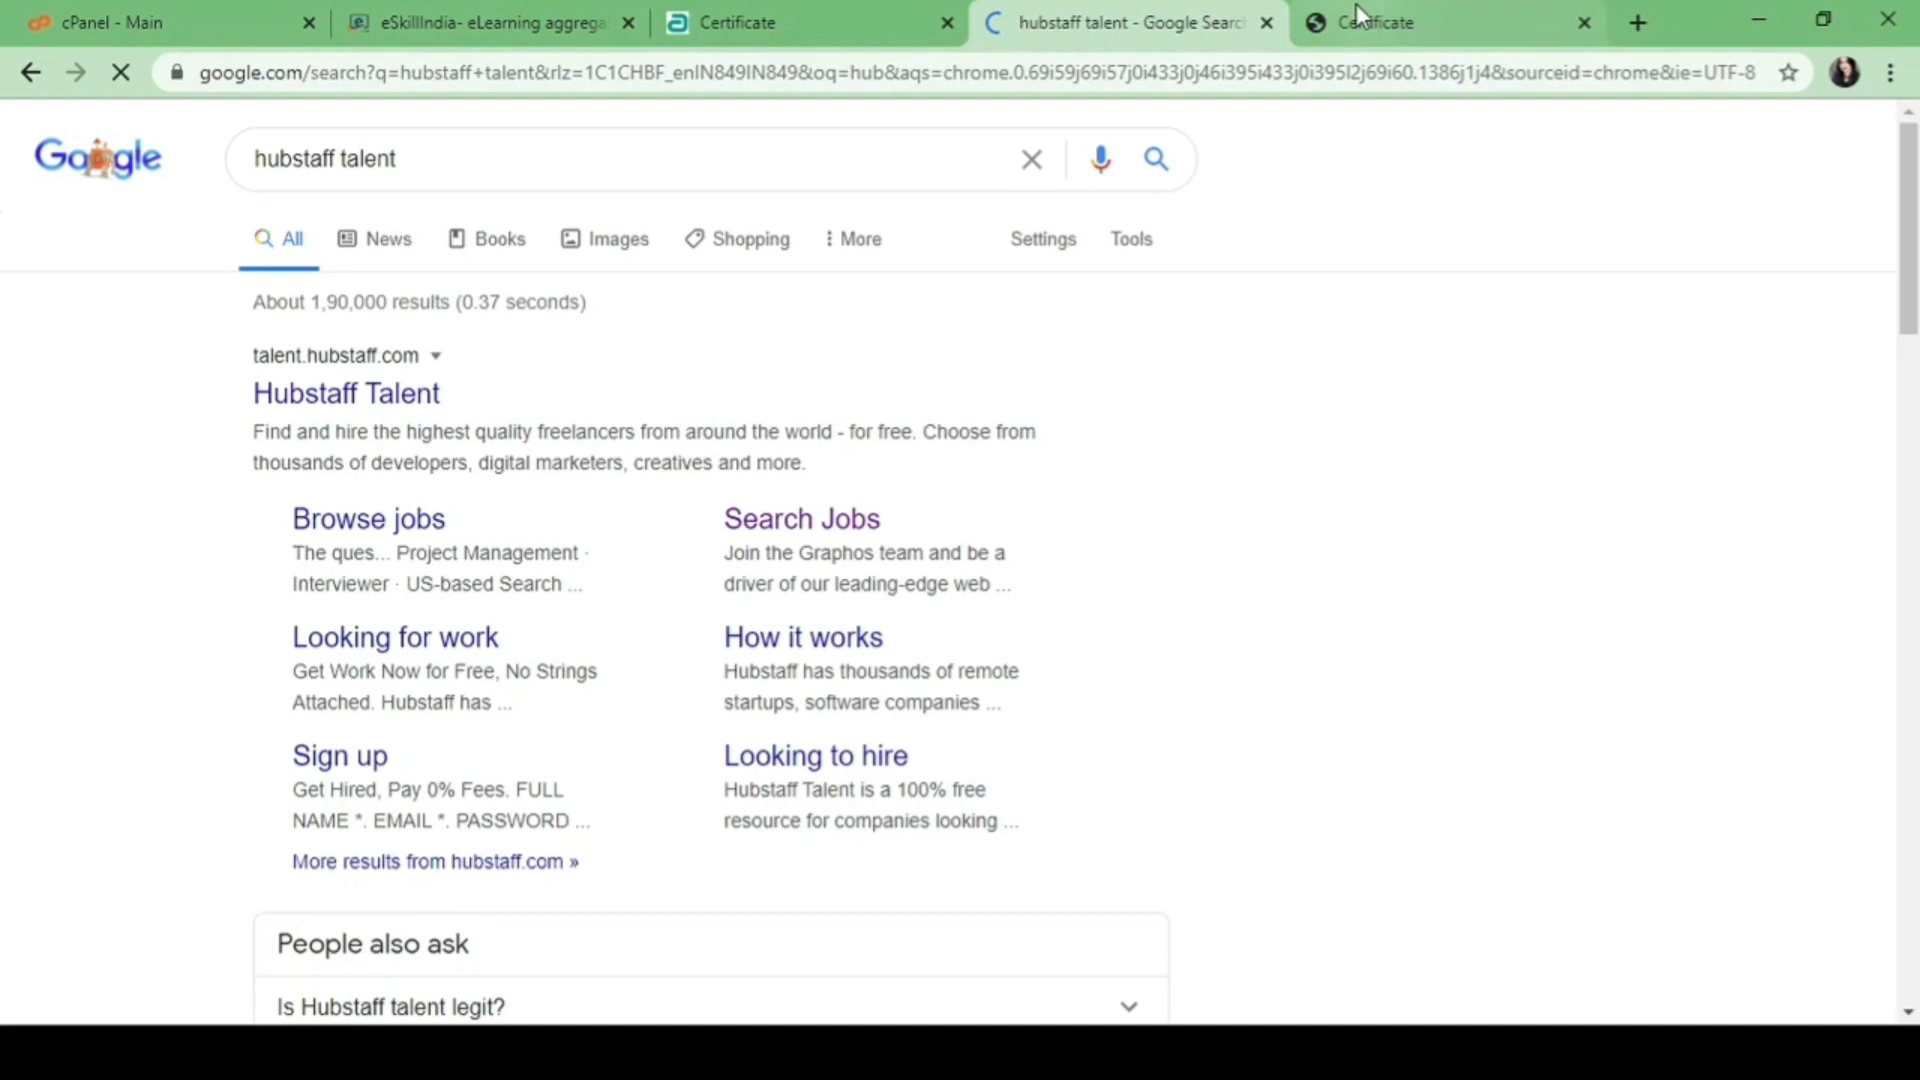 cPanel - Main
eSkillIndia- eLearning aggrega
Certificate
hubstaff talent - Google Searc
google.com/search?q=hubstaff+talent&rlz=1C1CHBF_enIN849IN849&oq=hub&aqs=chrome.0.69i59j69i57j0i433j0j46i395i433j0i395l2j69i60.1386j1j4&sourceid=chrome&ie=UTF-8
Google
hubstaff talent
All
News
Books
Images
Shopping
More
Settings
Tools
About 1,90,000 results (0.37 seconds)
talent.hubstaff.com
Hubstaff Talent
Find and hire the highest quality freelancers from around the world - for free. Choose from
thousands of developers, digital marketers, creatives and more.
Browse jobs
The ques... Project Management ·
Interviewer · US-based Search ...
Search Jobs
Join the Graphos team and be a
driver of our leading-edge web ...
Looking for work
Get Work Now for Free, No Strings
Attached. Hubstaff has ...
How it works
Hubstaff has thousands of remote
startups, software companies ...
Sign up
Get Hired, Pay 0% Fees. FULL
NAME *. EMAIL *. PASSWORD ...
Looking to hire
Hubstaff Talent is a 100% free
resource for companies looking ...
More results from hubstaff.com »
People also ask
Is Hubstaff talent legit?